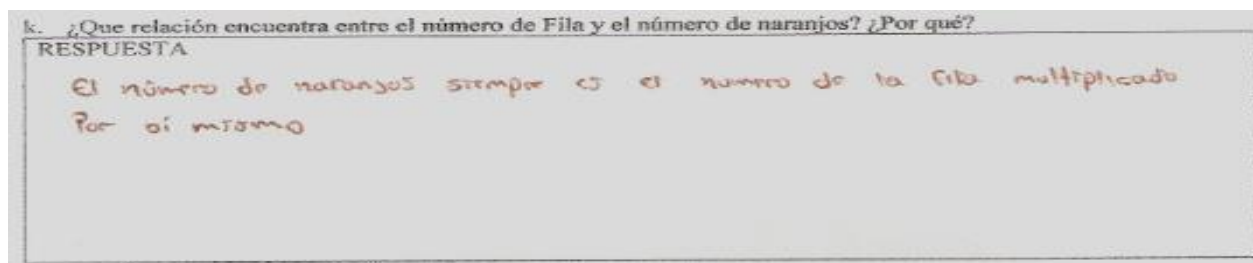 k. ¿Que relación encuentra entre el número de Fila y el número de naranjos? ¿Por qué?
RESPUESTA
El número de naranjos siempre es el numero de la fila multiplicado
Por si mismo